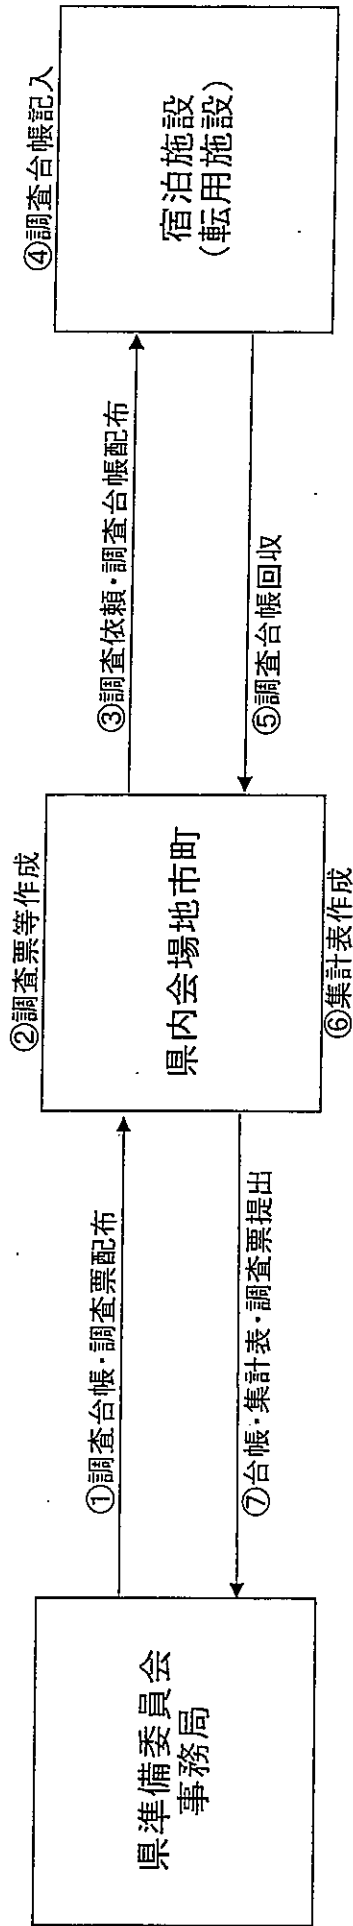 県準備委員会
事務局
①調査台帳・調査票配布
⑦台帳・集計表・調査票提出
②調査票等作成
県内会場地市町
⑥集計表作成
③調査依頼・調査台帳配布
⑤調査台帳回収
④調査台帳記入
宿泊施設
(転用施設)